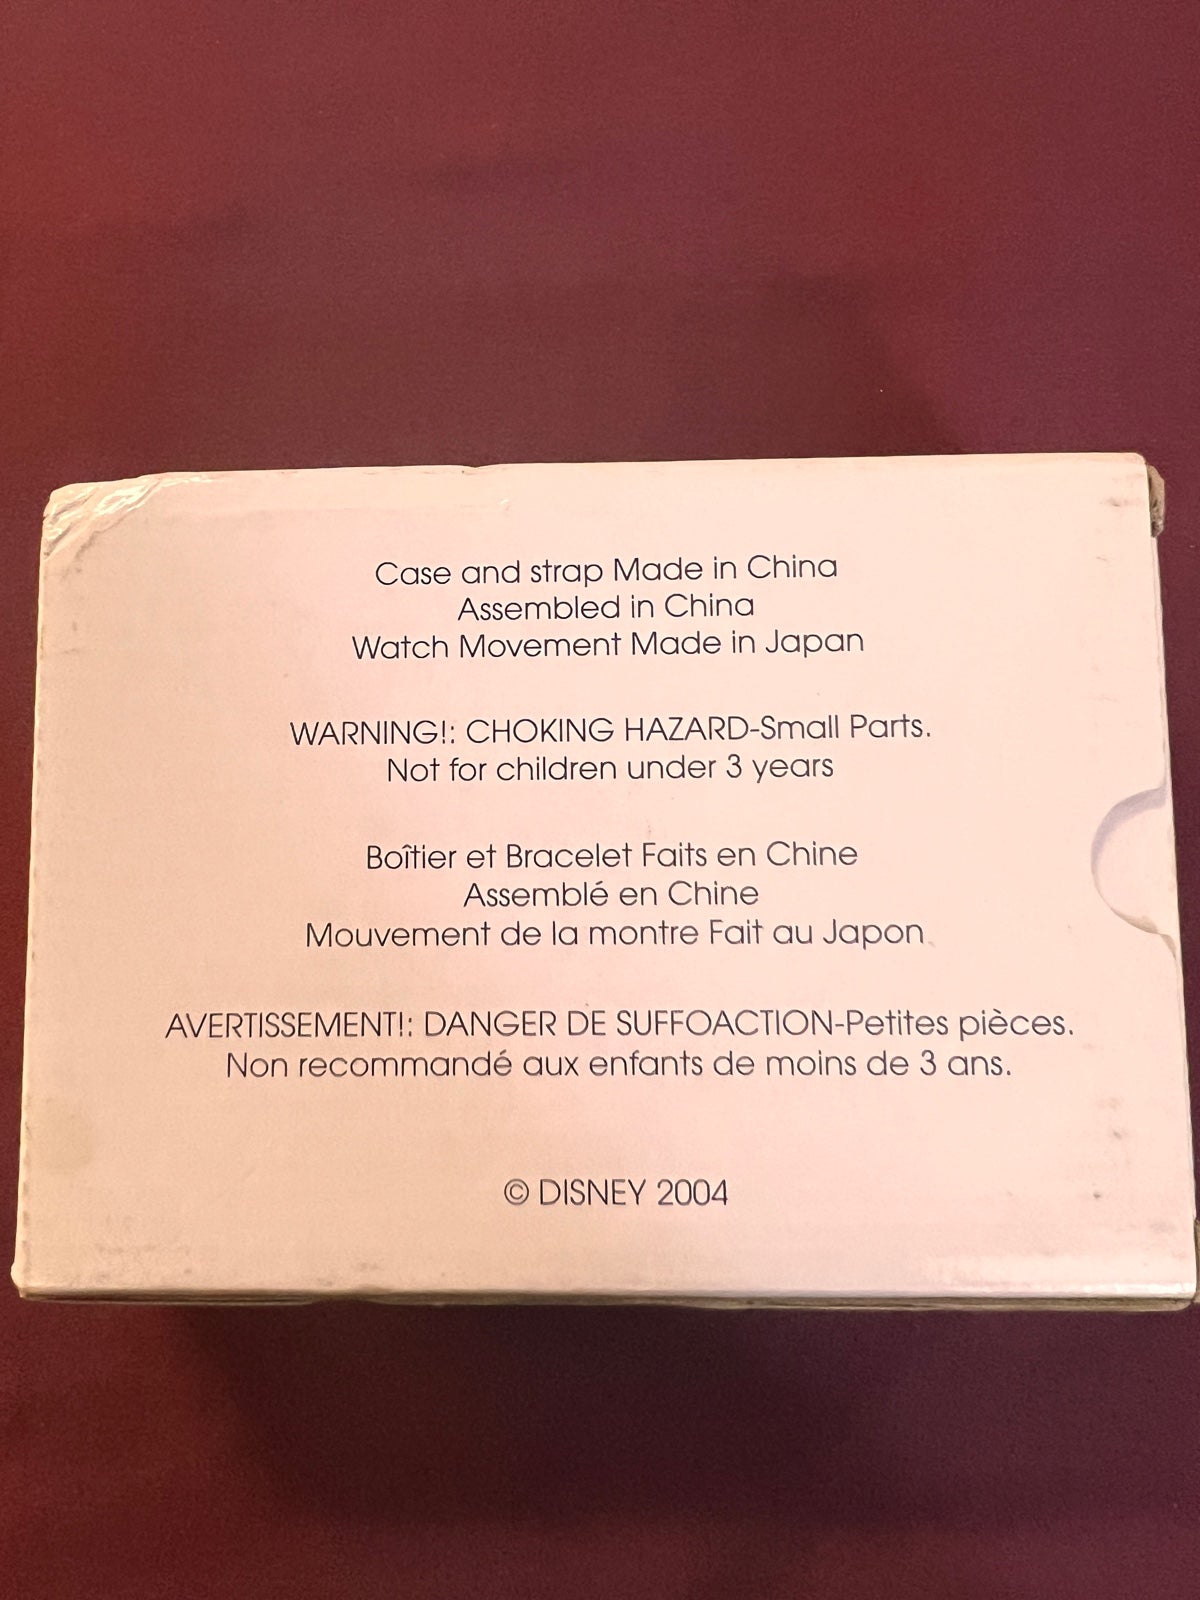 Case and strap Made in China
Assembled in China
Watch Movement Made in Japan
WARNING!: CHOKING HAZARD-Small Parts.
Not for children under 3 years
Boîtier et Bracelet Faits en Chine
Assemblé en Chine
Mouvement de la montre Fait au Japon
AVERTISSEMENT!: DANGER DE SUFFOACTION-Petites pièces.
Non recommandé aux enfants de moins de 3 ans.
© DISNEY 2004